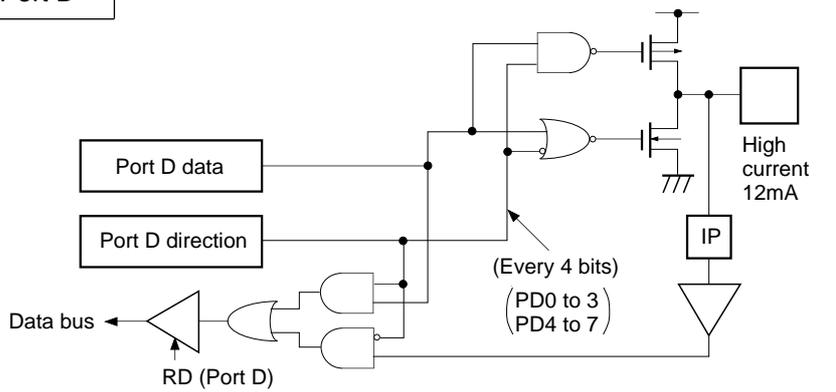 Port D data
High
current
12mA
Port D direction
IP
(Every 4 bits)
(PD0 to 3
PD4 to 7)
Data bus
RD (Port D)